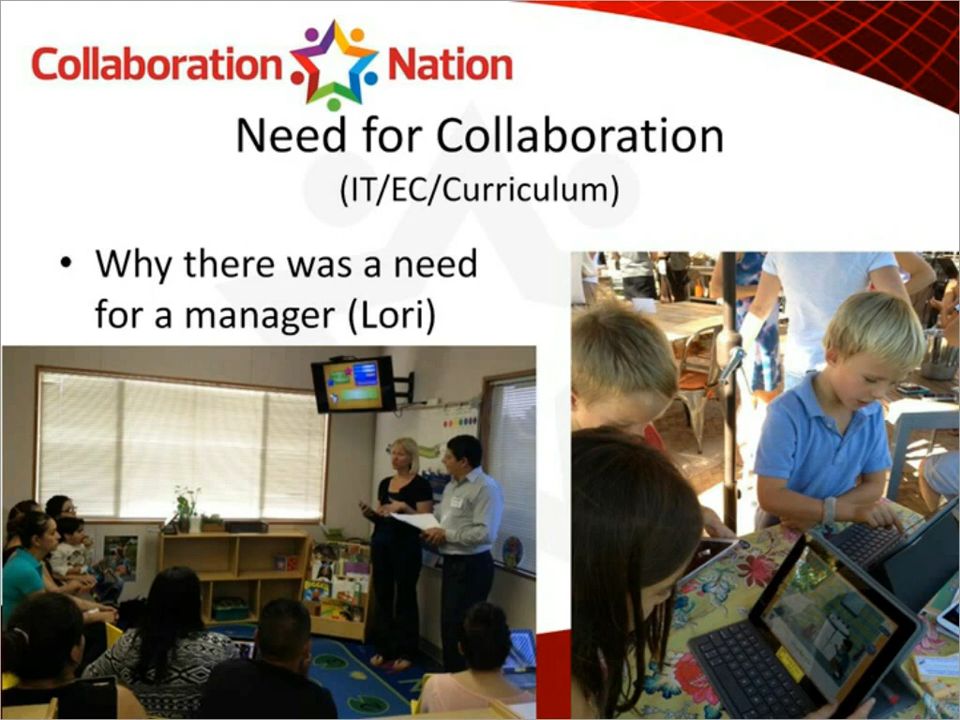 Collaboration Nation
Need for Collaboration
(IT/EC/Curriculum)
• Why there was a need
for a manager (Lori)